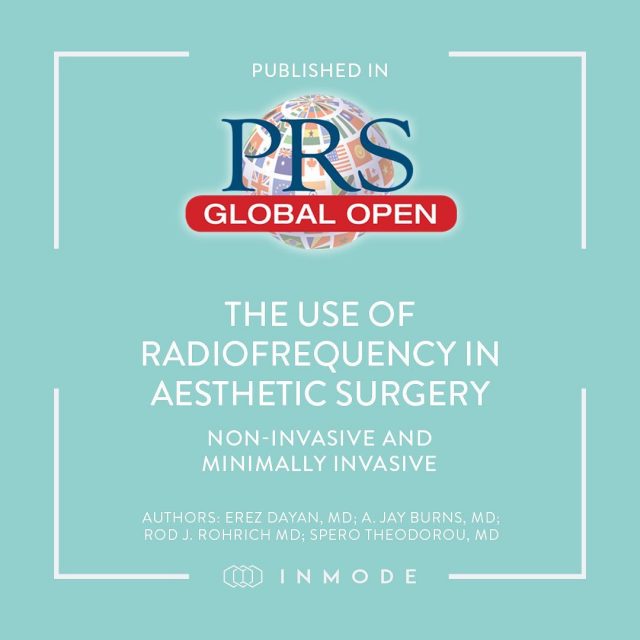 PUBLISHED IN
PRS
GLOBAL OPEN
THE USE OF
RADIOFREQUENCY IN
AESTHETIC SURGERY
NON-INVASIVE AND
MINIMALLY INVASIVE
AUTHORS: EREZ DAYAN, MD; A. JAY BURNS, MD;
ROD J. ROHRICH MD; SPERO THEODOROU, MD
INMODE